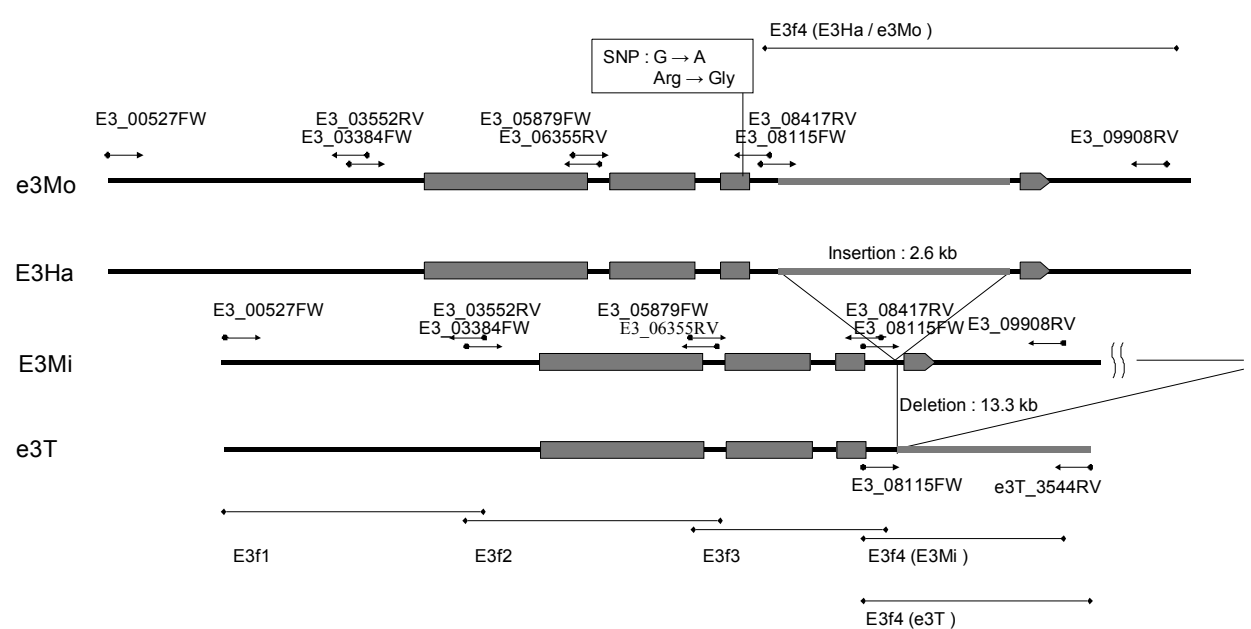 E3f4 (E3Ha / e3Mo )
SNP : G → A
Arg → Gly
E3_00527FW
E3_03552RV
E3_03384FW
E3_05879FW
E3_06355RV
E3_08417RV
E3_08115FW
E3_09908RV
e3Mo
Insertion : 2.6 kb
E3Ha
E3_00527FW
E3_03552RV
E3_03384FW
E3_05879FW
E3_06355RV
E3_08417RV
E3_08115FW
E3_09908RV
E3Mi
Deletion : 13.3 kb
e3T
E3_08115FW
e3T_3544RV
E3f1
E3f2
E3f3
E3f4 (E3Mi )
E3f4 (e3T )